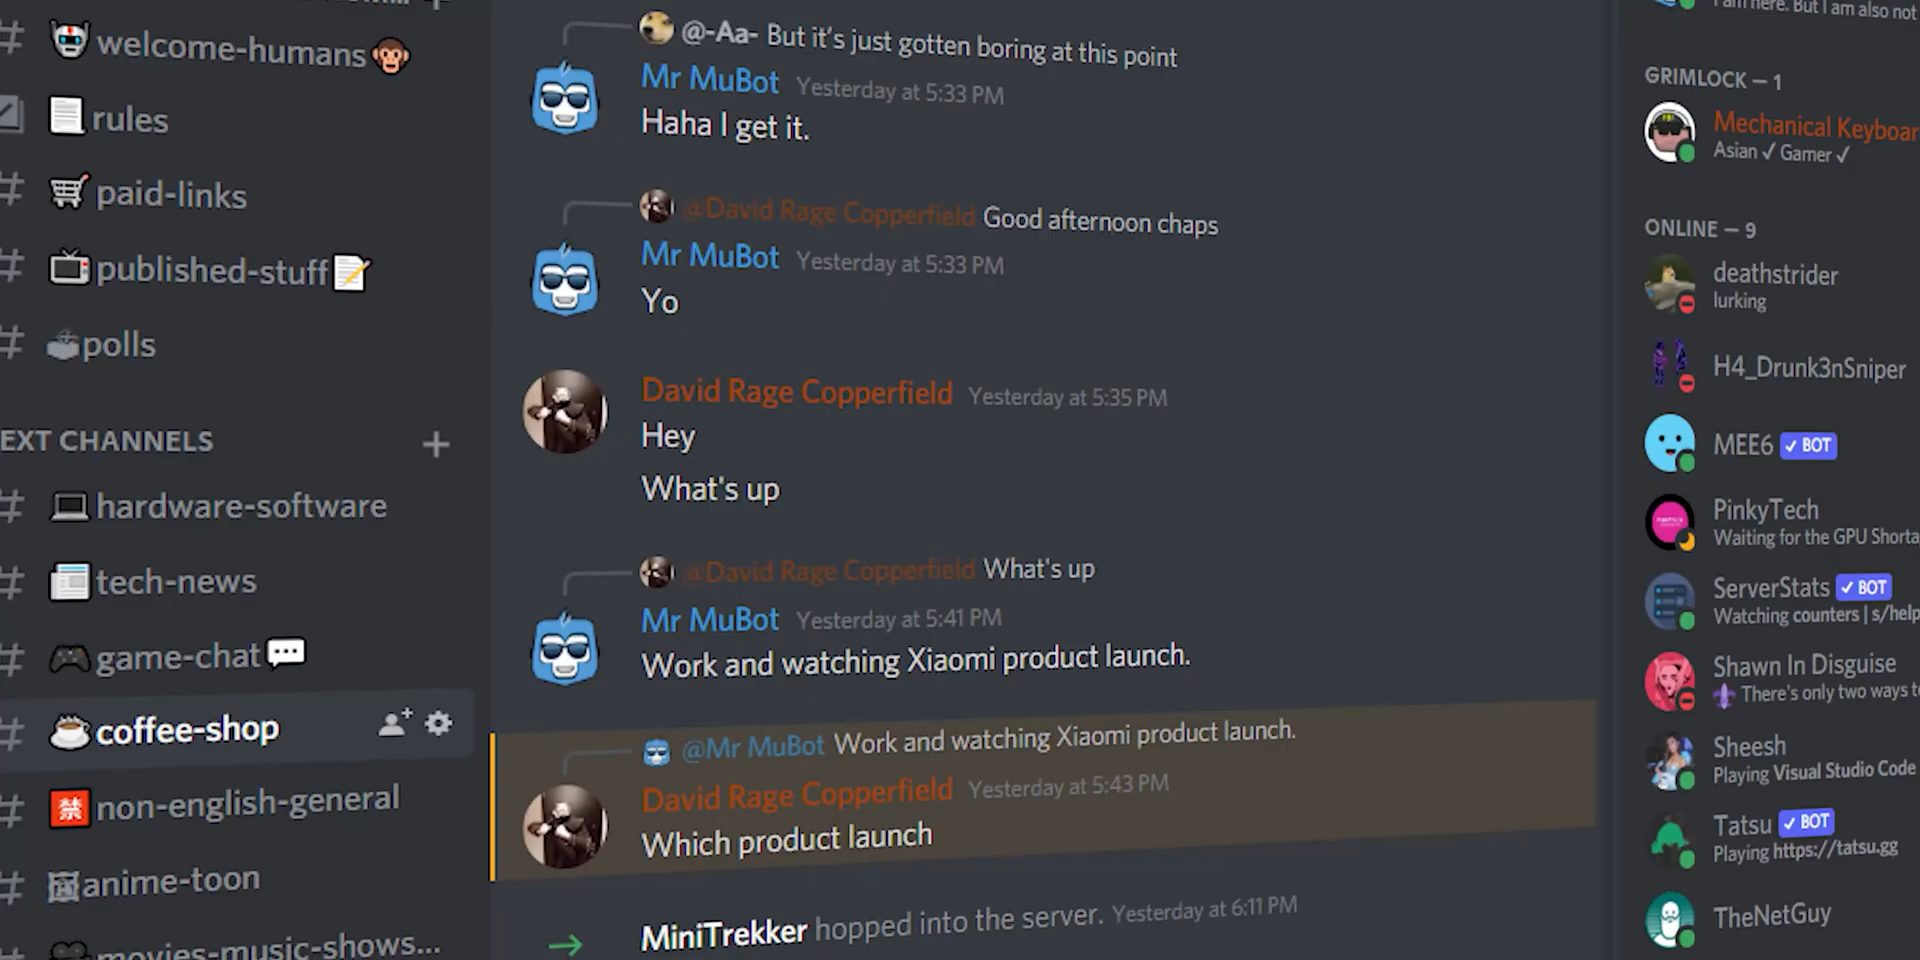 welcome-humans
rules
paid-links
published-stuff
polls
EXT CHANNELS
hardware-software
tech-news
game-chat
coffee-shop
禁 non-english-general
anime-toon
movies-music-shows...
@-Aa- But it's just gotten boring at this point
Mr MuBot Yesterday at 5:33 PM
Haha I get it.
@David Rage Copperfield Good afternoon chaps
Mr MuBot Yesterday at 5:33 PM
Yo
David Rage Copperfield Yesterday at 5:35 PM
Hey
What's up
@David Rage Copperfield What's up
Mr MuBot Yesterday at 5:41 PM
Work and watching Xiaomi product launch.
@Mr MuBot Work and watching Xiaomi product launch.
David Rage Copperfield Yesterday at 5:43 PM
Which product launch
MiniTrekker hopped into the server. Yesterday at 6:11 PM
I am here. But I am also not
GRIMLOCK — 1
Mechanical Keyboar
Asian ✓ Gamer ✓
ONLINE — 9
deathstrider
lurking
H4_Drunk3nSniper
MEE6 ✓ BOT
PinkyTech
Waiting for the GPU Shorta
ServerStats ✓ BOT
Watching counters | s/help
Shawn In Disguise
There's only two ways t
Sheesh
Playing Visual Studio Code
Tatsu ✓ BOT
Playing https://tatsu.gg
TheNetGuy